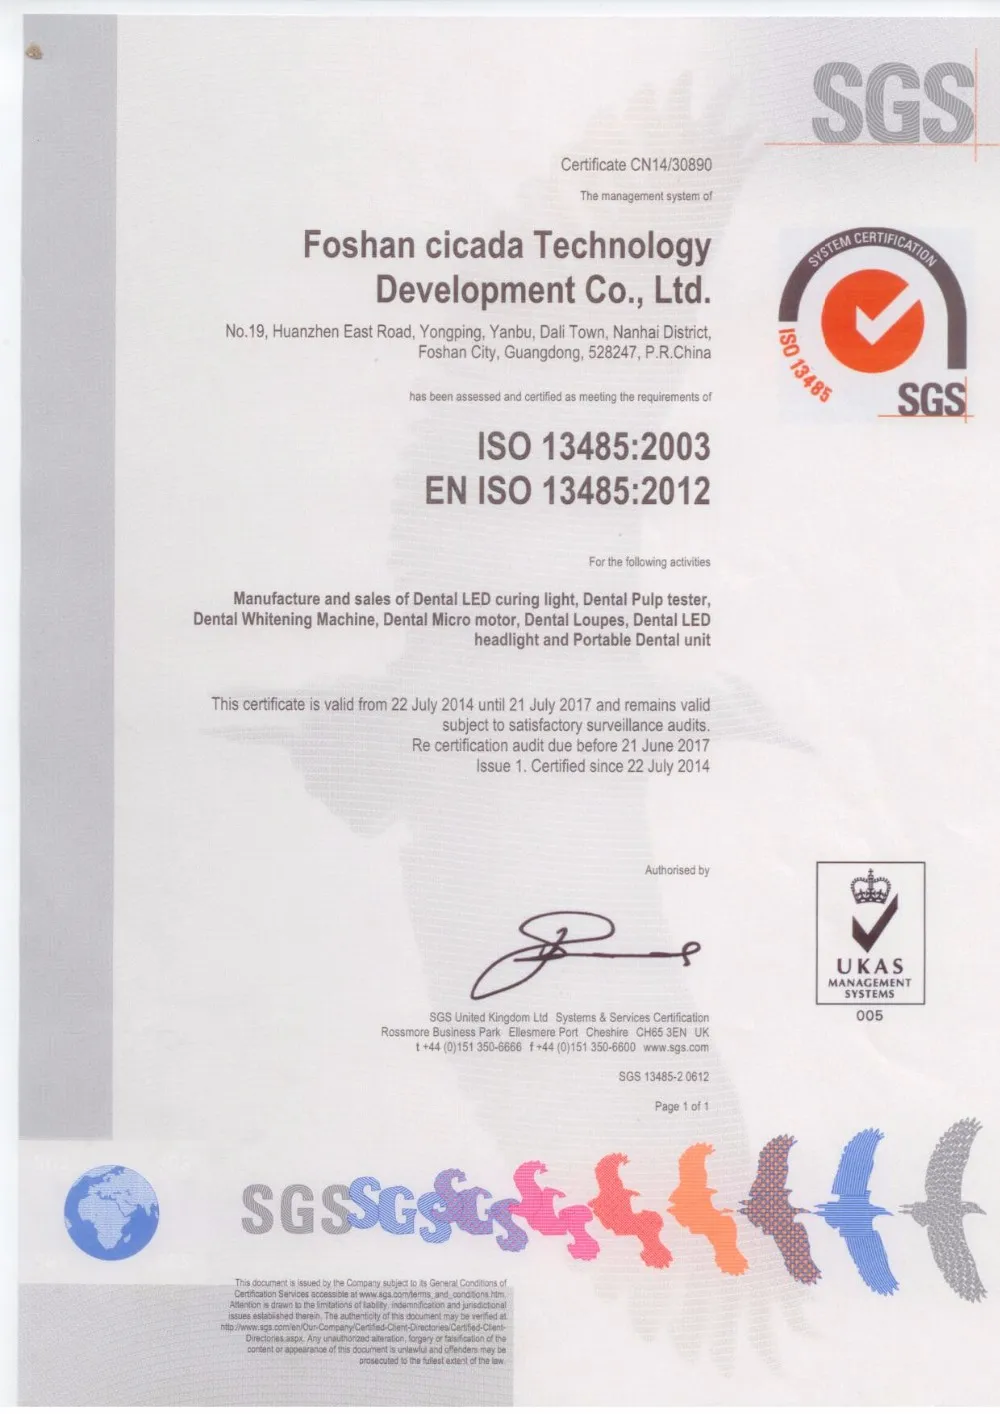 SGS
Certificate CN14/30890
The management system of
Foshan cicada Technology
Development Co., Ltd.
No.19, Huanzhen East Road, Yongping, Yanbu, Dali Town, Nanhai District,
Foshan City, Guangdong, 528247, P.R.China
has been assessed and certified as meeting the requirements of
SYSTEM CERTIFICATION
ISO 13485
SGS
ISO 13485:2003
EN ISO 13485:2012
For the following activities
Manufacture and sales of Dental LED curing light, Dental Pulp tester,
Dental Whitening Machine, Dental Micro motor, Dental Loupes, Dental LED
headlight and Portable Dental unit
This certificate is valid from 22 July 2014 until 21 July 2017 and remains valid
subject to satisfactory surveillance audits.
Re certification audit due before 21 June 2017
Issue 1. Certified since 22 July 2014
Authorised by
UKAS
MANAGEMENT
SYSTEMS
005
SGS United Kingdom Ltd Systems & Services Certification
Rossmore Business Park Ellesmere Port Cheshire CH65 3EN UK
t +44 (0)151 350-6666 f +44 (0)151 350-6600 www.sgs.com
SGS 13485-2 0612
Page 1 of 1
SGSSGSSGS
This document is issued by the Company subject to its General Conditions of
Certification Services accessible at www.sgs.com/terms_and_conditions.htm.
Attention is drawn to the limitations of liability, indemnification and jurisdictional
issues established therein. The authenticity of this document may be verified at
http://www.sgs.com/en/Our-Company/Certified-Client-Directories/Certified-Client-
Directories.aspx. Any unauthorized alteration, forgery or falsification of the
content or appearance of this document is unlawful and offenders may be
prosecuted to the fullest extent of the law.